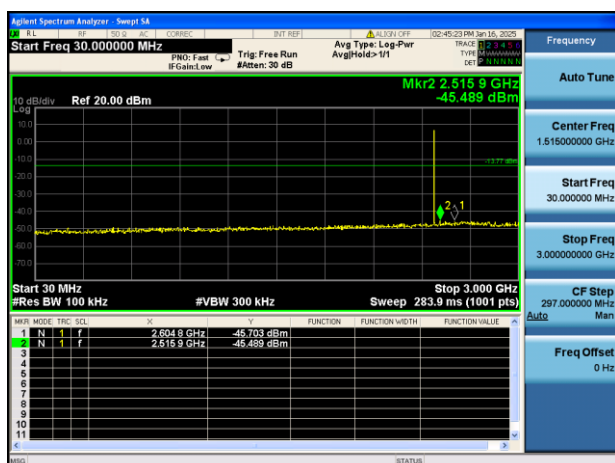 Agilent Spectrum Analyzer - Swept SA
RL RF 50 Ω AC CORREC INT REF ALIGN OFF 02:45:23 PM Jan 16, 2025
Start Freq 30.000000 MHz
PNO: Fast
IFGain:Low
Trig: Free Run
#Atten: 30 dB
Avg Type: Log-Pwr
Avg|Hold:>1/1
TRACE 1 2 3 4 5 6
TYPE MWWWWW
DET P N N N N N
Mkr2 2.515 9 GHz
-45.489 dBm
10 dB/div Ref 20.00 dBm
Log
10.0
0.00
-10.0
-13.77 dBm
-20.0
-30.0
-40.0
2 1
-50.0
-60.0
-70.0
Start 30 MHz Stop 3.000 GHz
#Res BW 100 kHz #VBW 300 kHz Sweep 283.9 ms (1001 pts)
MKR MODE TRC SCL X Y FUNCTION FUNCTION WIDTH FUNCTION VALUE
1 N 1 f 2.604 8 GHz -45.703 dBm
2 N 1 f 2.515 9 GHz -45.489 dBm
3
4
5
6
7
8
9
10
11
MSG STATUS
Frequency
Auto Tune
Center Freq
1.515000000 GHz
Start Freq
30.000000 MHz
Stop Freq
3.000000000 GHz
CF Step
297.000000 MHz
Auto Man
Freq Offset
0 Hz